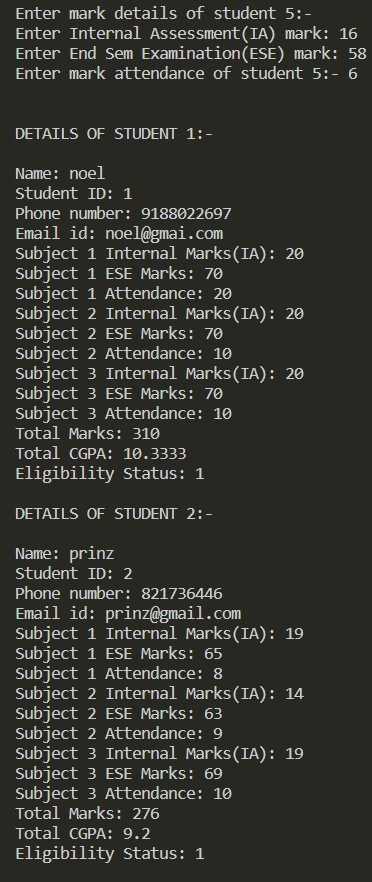 Enter mark details of student 5:-
Enter Internal Assessment(IA) mark: 16
Enter End Sem Examination(ESE) mark: 58
Enter mark attendance of student 5:- 6
DETAILS OF STUDENT 1:-
Name: noel
Student ID: 1
Phone number: 9188022697
Email id: noel@gmai.com
Subject 1 Internal Marks(IA): 20
Subject 1 ESE Marks: 70
Subject 1 Attendance: 20
Subject 2 Internal Marks(IA): 20
Subject 2 ESE Marks: 70
Subject 2 Attendance: 10
Subject 3 Internal Marks(IA): 20
Subject 3 ESE Marks: 70
Subject 3 Attendance: 10
Total Marks: 310
Total CGPA: 10.3333
Eligibility Status: 1
DETAILS OF STUDENT 2:-
Name: prinz
Student ID: 2
Phone number: 821736446
Email id: prinz@gmail.com
Subject 1 Internal Marks(IA): 19
Subject 1 ESE Marks: 65
Subject 1 Attendance: 8
Subject 2 Internal Marks(IA): 14
Subject 2 ESE Marks: 63
Subject 2 Attendance: 9
Subject 3 Internal Marks(IA): 19
Subject 3 ESE Marks: 69
Subject 3 Attendance: 10
Total Marks: 276
Total CGPA: 9.2
Eligibility Status: 1